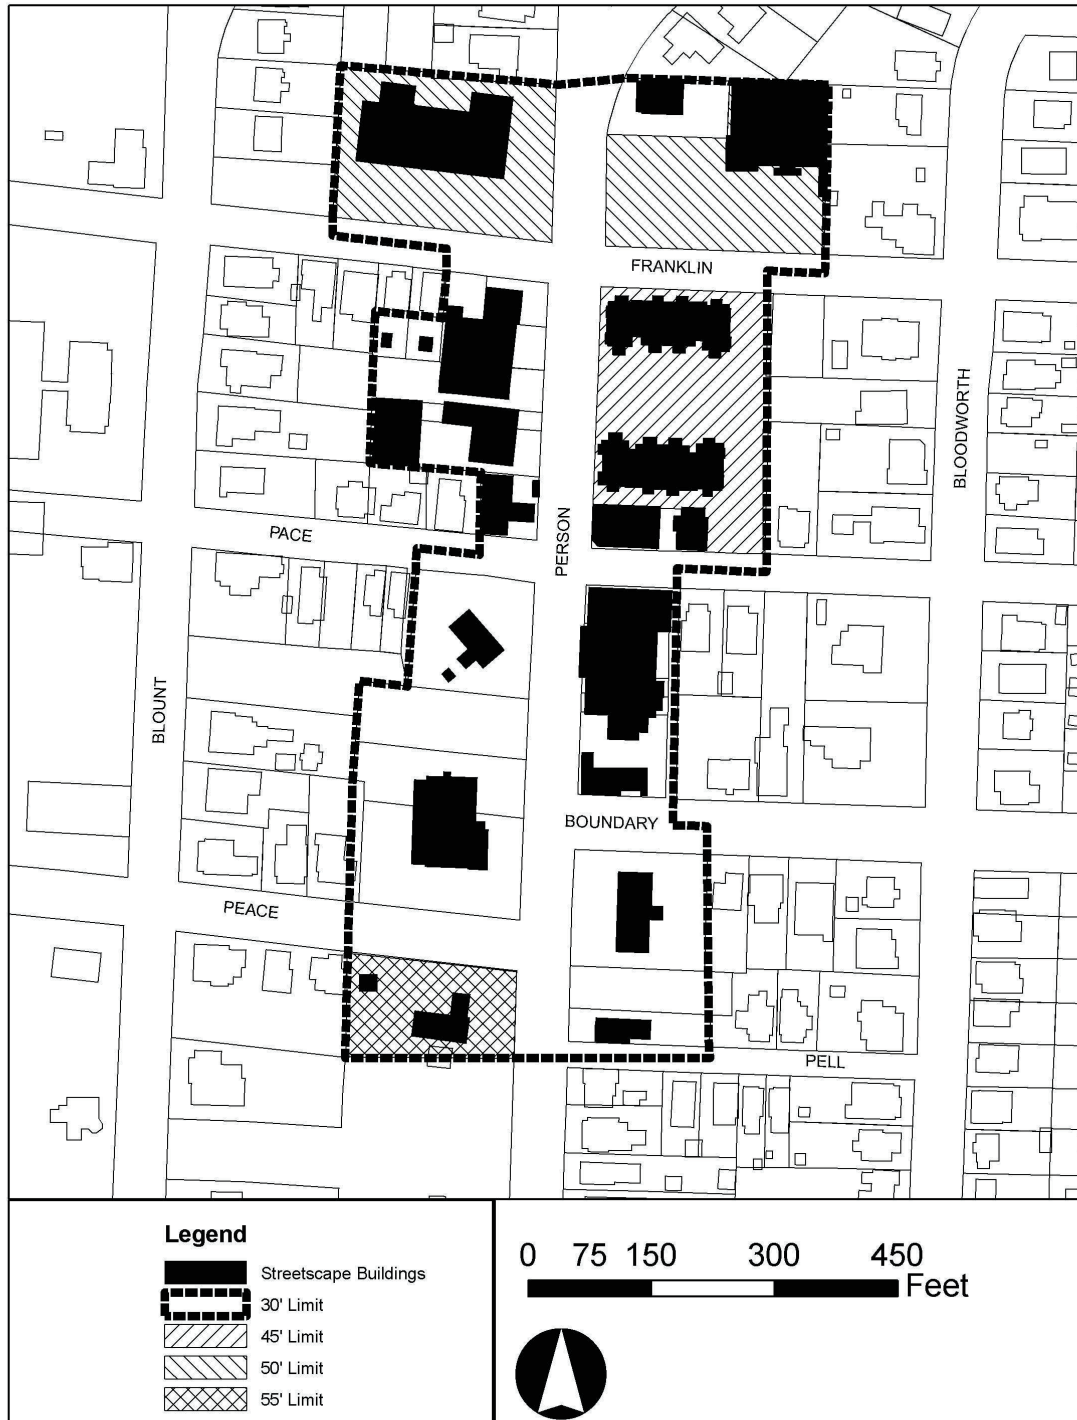 FRANKLIN
BLOODWORTH
PERSON
PACE
BLOUNT
BOUNDARY
PEACE
PELL
Legend
Streetscape Buildings
30' Limit
45' Limit
50' Limit
55' Limit
0 75 150 300 450
Feet